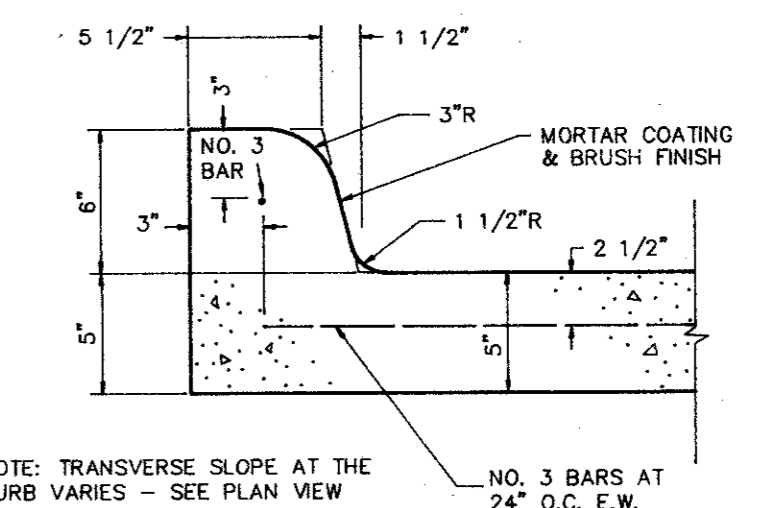 5 1/2"
1 1/2"
3"
3"R
NO. 3
BAR
MORTAR COATING
& BRUSH FINISH
6"
3"
1 1/2"R
2 1/2"
5"
5"
OTE: TRANSVERSE SLOPE AT THE
URB VARIES – SEE PLAN VIEW
NO. 3 BARS AT
24" O.C. E.W.